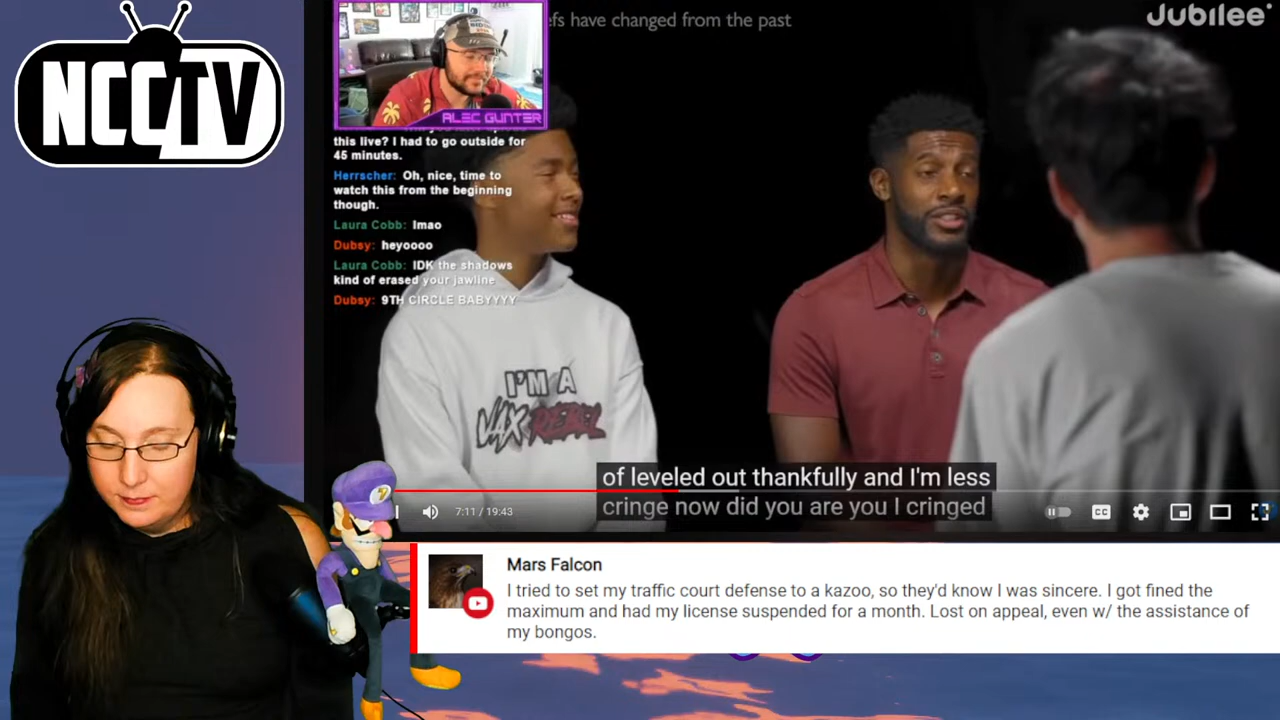 NCCTV
efs have changed from the past
Jubilee
ALEC GUNTER
this live? I had to go outside for
45 minutes.
Herrscher: Oh, nice, time to
watch this from the beginning
though.
Laura Cobb: lmao
Dubsy: heyoooo
Laura Cobb: IDK the shadows
kind of erased your jawline
Dubsy: 9TH CIRCLE BABYYYY
I'M A
VAX REBEL
of leveled out thankfully and I'm less
cringe now did you are you I cringed
7:11 / 19:43
CC
Mars Falcon
I tried to set my traffic court defense to a kazoo, so they'd know I was sincere. I got fined the
maximum and had my license suspended for a month. Lost on appeal, even w/ the assistance of
my bongos.